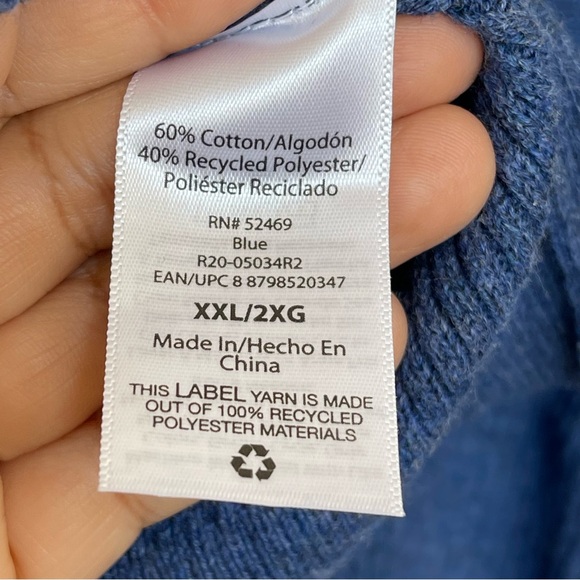 60% Cotton/Algodón
40% Recycled Polyester/
Poliéster Reciclado
RN# 52469
Blue
R20-05034R2
EAN/UPC 8 8798520347
XXL/2XG
Made In/Hecho En
China
THIS LABEL YARN IS MADE
OUT OF 100% RECYCLED
POLYESTER MATERIALS